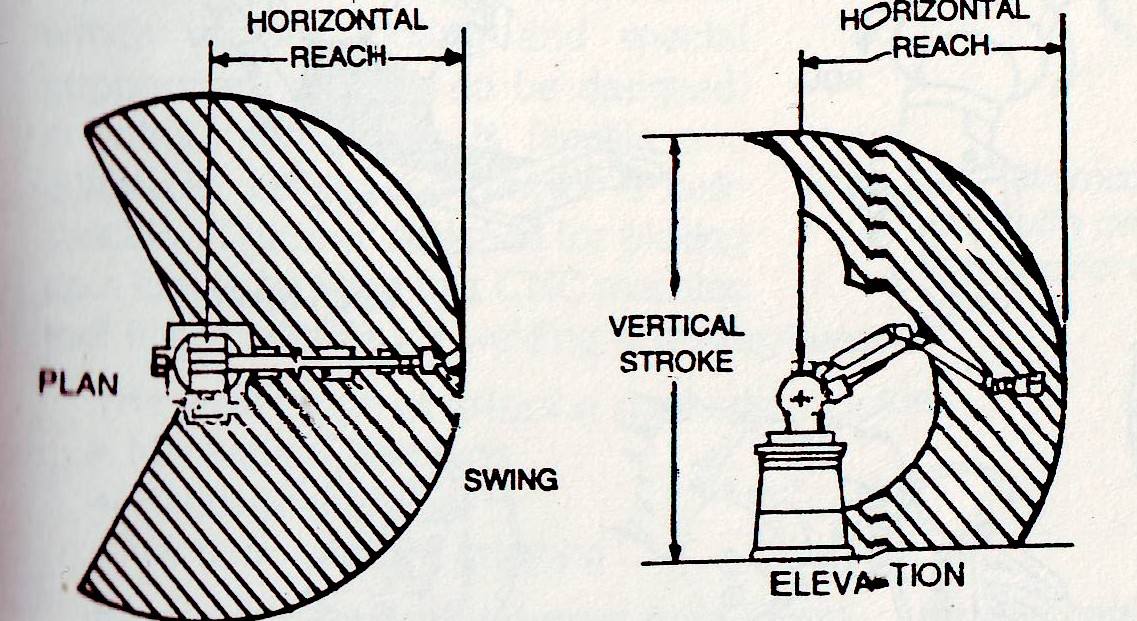 HORIZONTAL
REACH
PLAN
SWING
HORIZONTAL
REACH
VERTICAL
STROKE
ELEVATION